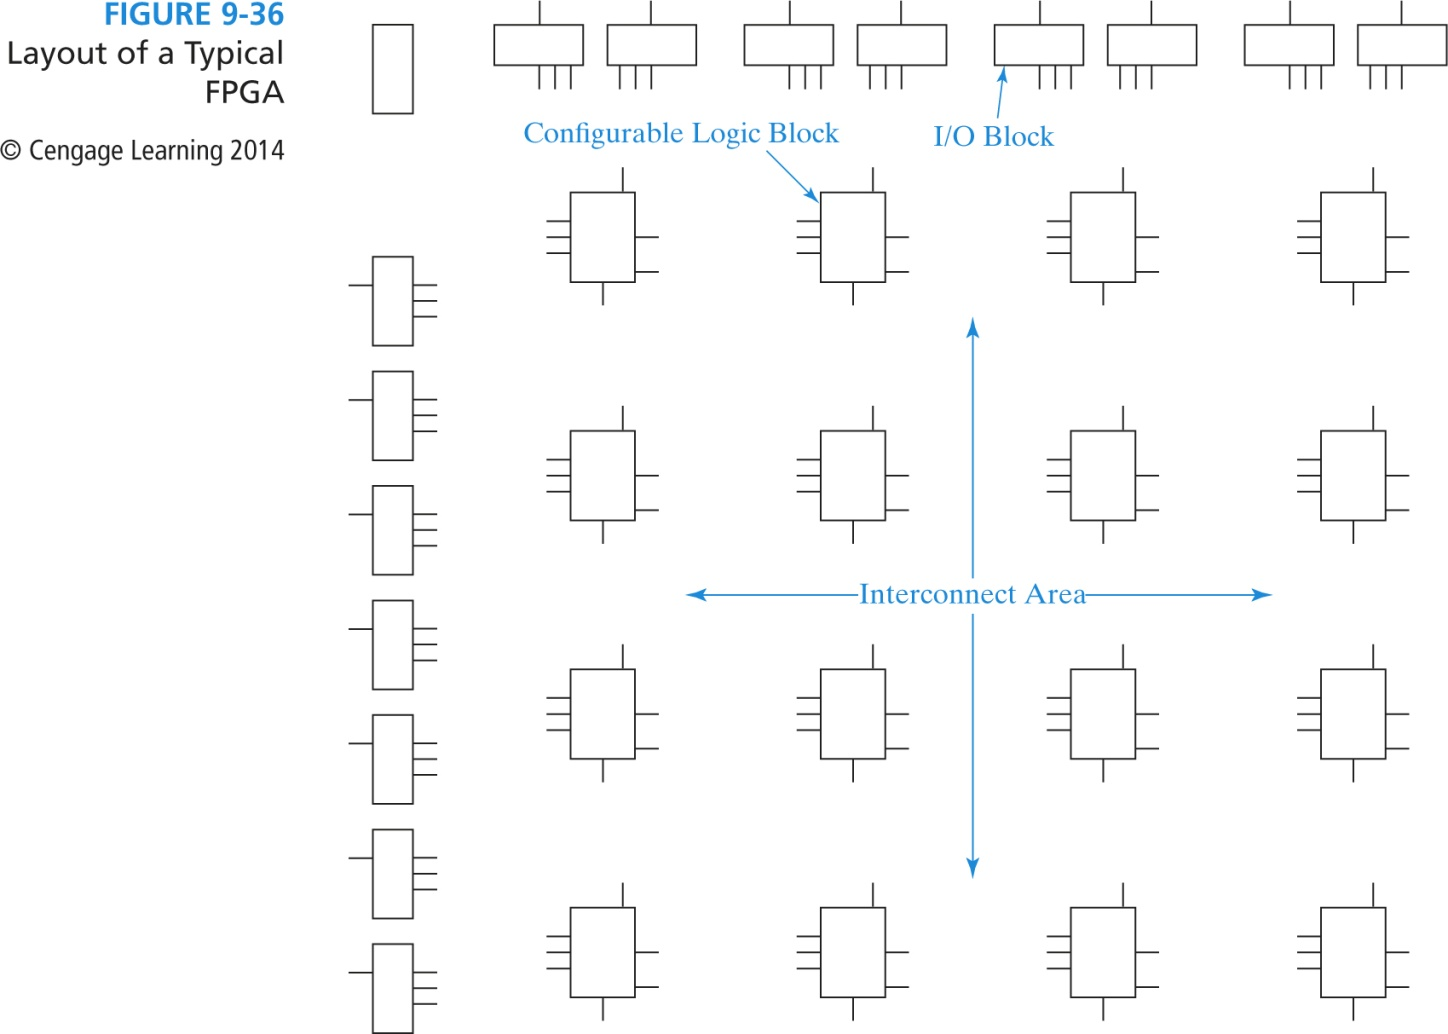 FIGURE 9-36
Layout of a Typical
FPGA
© Cengage Learning 2014
Configurable Logic Block
I/O Block
Interconnect Area